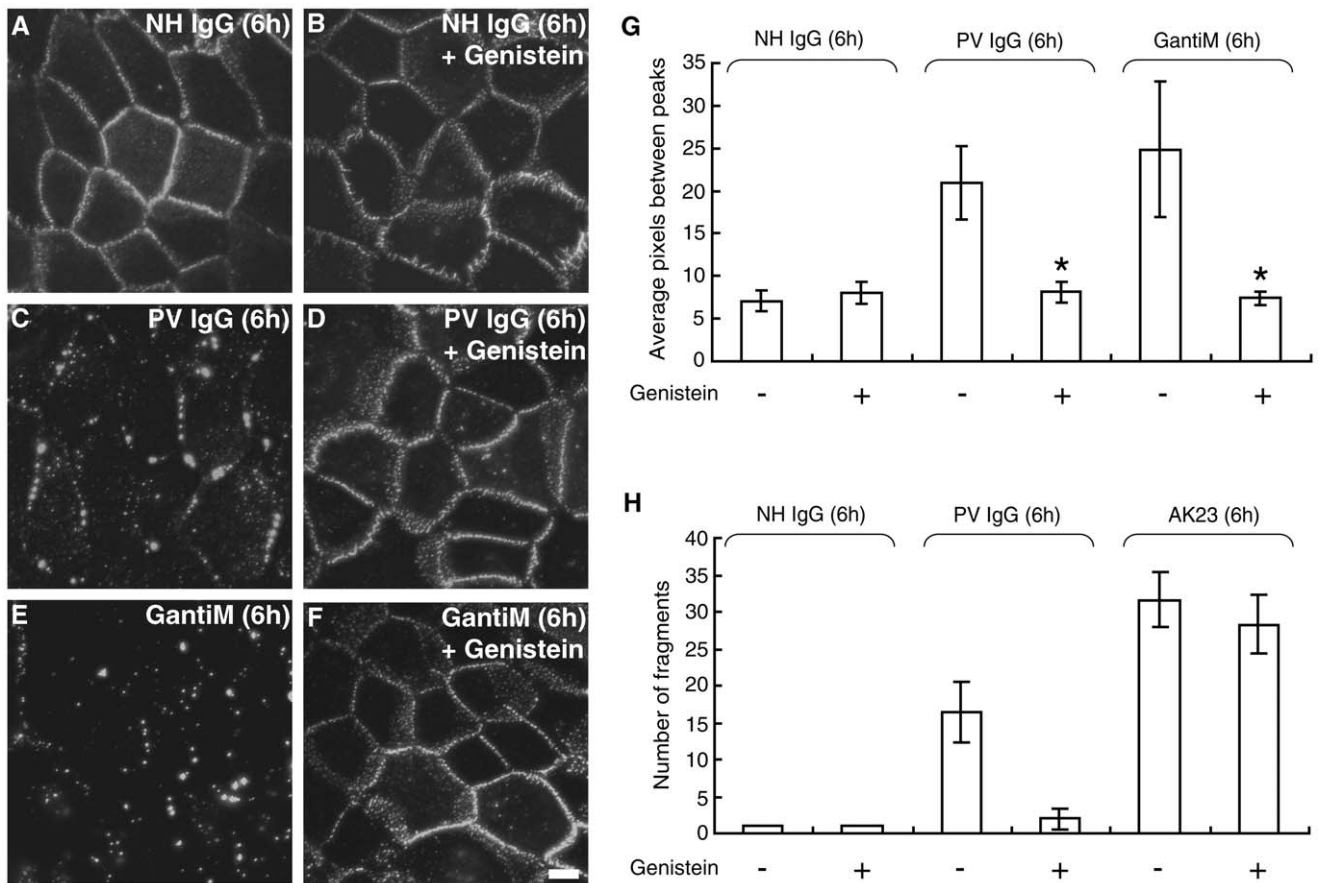 A
NH IgG (6h)
B
NH IgG (6h)
+ Genistein
C
PV IgG (6h)
D
PV IgG (6h)
+ Genistein
E
GantiM (6h)
F
GantiM (6h)
+ Genistein
G
NH IgG (6h)
PV IgG (6h)
GantiM (6h)
Average pixels between peaks
35
30
25
20
15
10
5
0
*
*
Genistein - + - + - +
H
NH IgG (6h)
PV IgG (6h)
AK23 (6h)
Number of fragments
40
35
30
25
20
15
10
5
0
Genistein - + - + - +